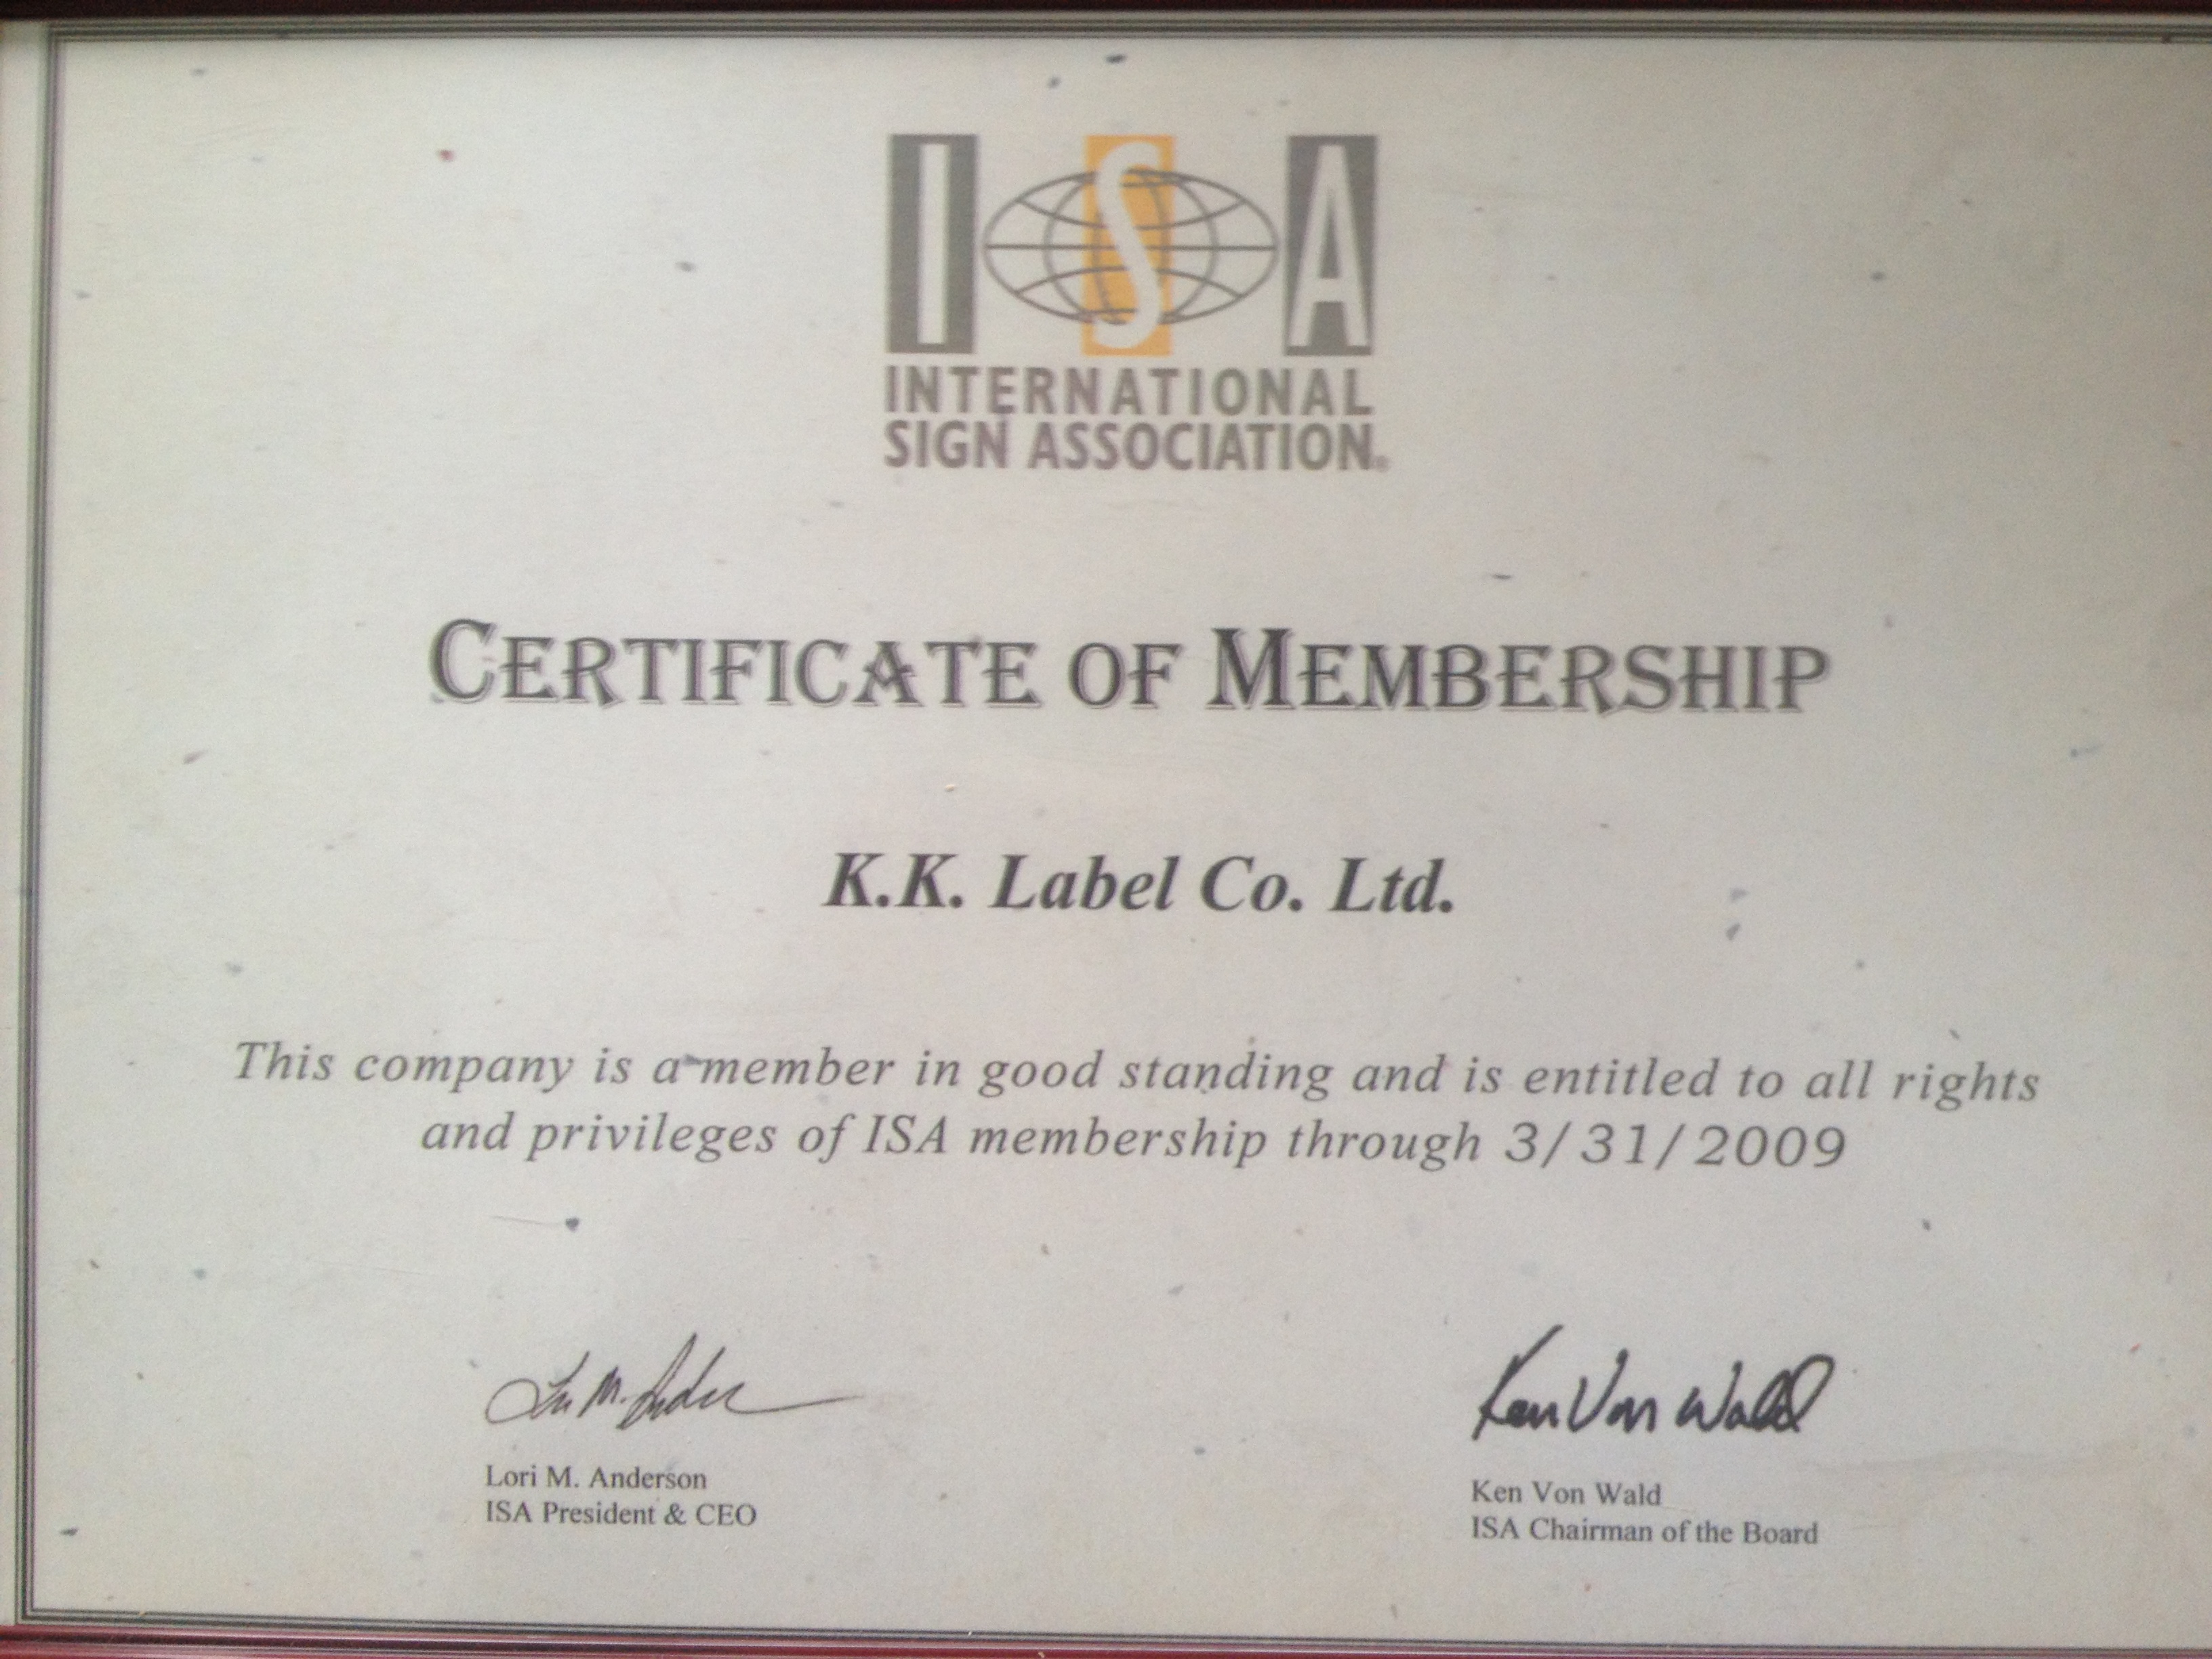 ISA
INTERNATIONAL
SIGN ASSOCIATION®
CERTIFICATE OF MEMBERSHIP
K.K. Label Co. Ltd.
This company is a member in good standing and is entitled to all rights
and privileges of ISA membership through 3/31/2009
Lori M. Anderson
ISA President & CEO
Ken Von Wald
Ken Von Wald
ISA Chairman of the Board